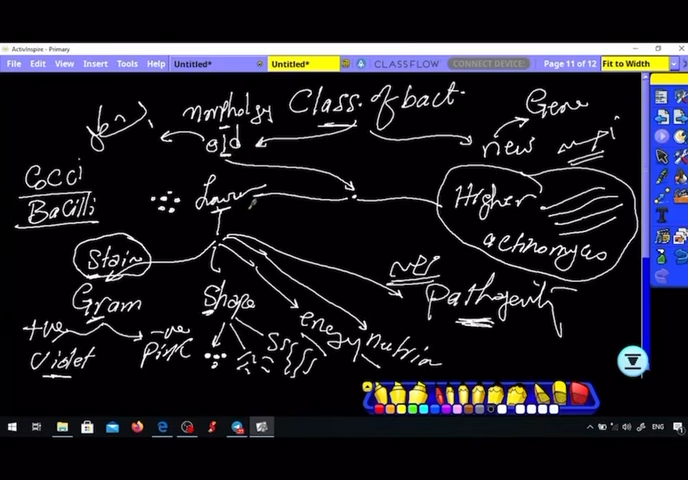 ActivInspire - Primary
File Edit View Insert Tools Help Untitled* Untitled* CLASSFLOW CONNECT DEVICE Page 11 of 12 Fit to Width
morphology Class. of bact. Gene
old new
Cocci
Bacilli
Lower Higher
actinomyces
Stain
Gram Shape Pathogenit
+ve -ve energy
Violet Pink nutrian
ENG